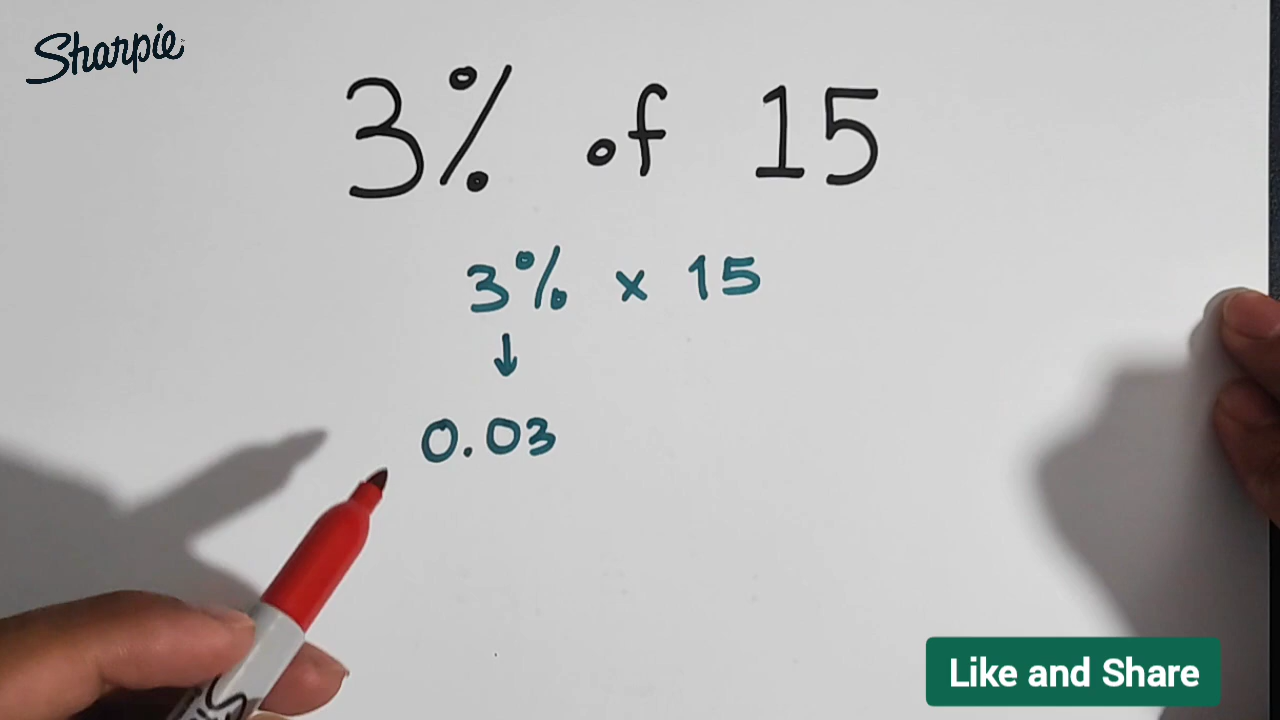 Sharpie
3% of 15
3% x 15
↓
0.03
Like and Share